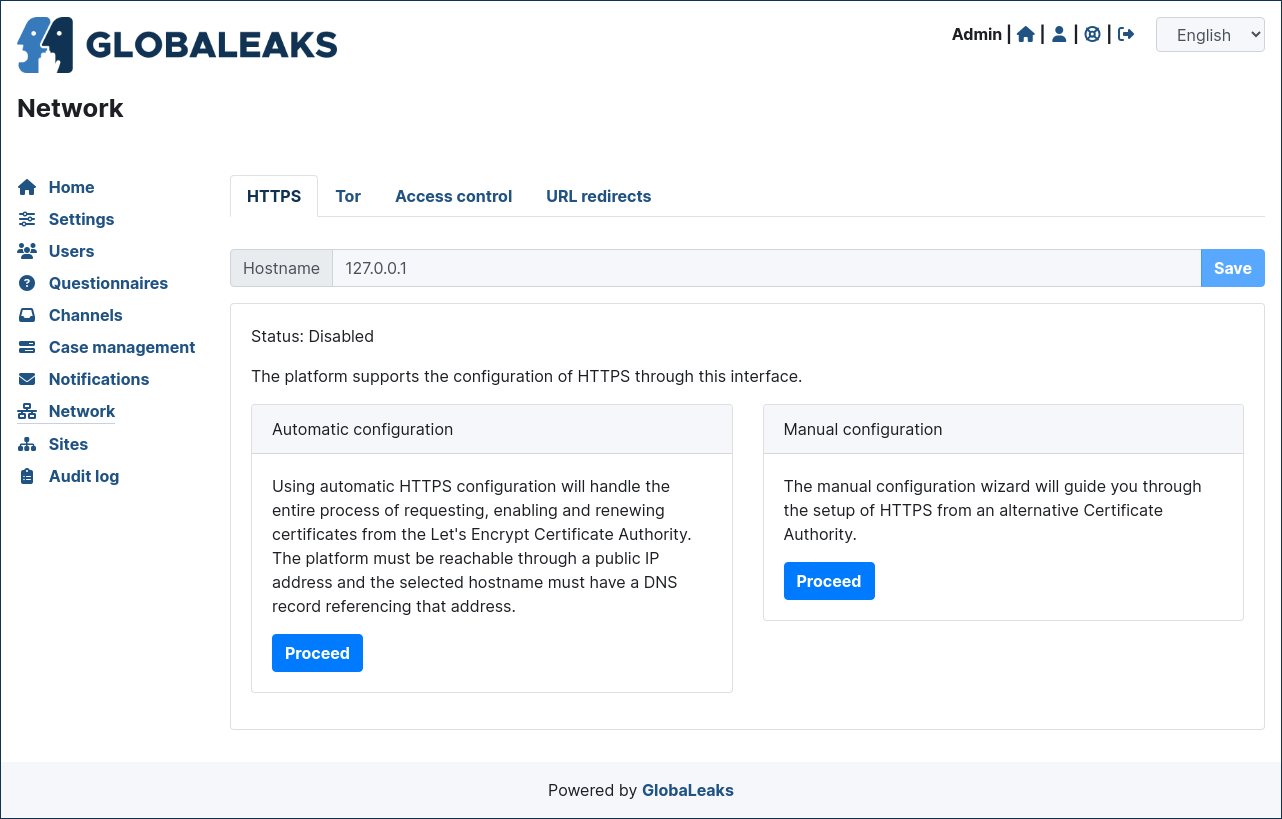 GLOBALEAKS
Admin | | | |
English
Network
Home
Settings
Users
Questionnaires
Channels
Case management
Notifications
Network
Sites
Audit log
HTTPS Tor Access control URL redirects
Hostname 127.0.0.1 Save
Status: Disabled
The platform supports the configuration of HTTPS through this interface.
Automatic configuration
Using automatic HTTPS configuration will handle the
entire process of requesting, enabling and renewing
certificates from the Let's Encrypt Certificate Authority.
The platform must be reachable through a public IP
address and the selected hostname must have a DNS
record referencing that address.
Proceed
Manual configuration
The manual configuration wizard will guide you through
the setup of HTTPS from an alternative Certificate
Authority.
Proceed
Powered by GlobaLeaks